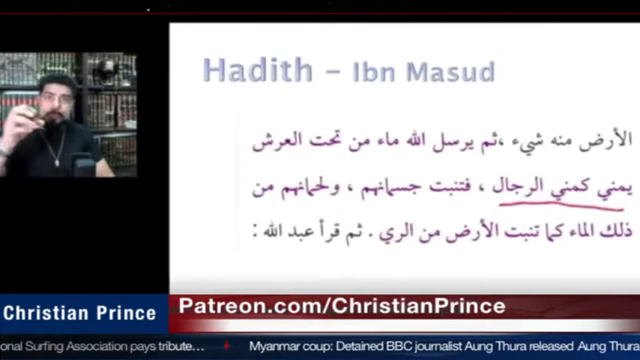 Hadith – Ibn Masud
الأرض منه شيء ،ثم يرسل الله ماء من تحت العرش
يمني كمني الرجال ، فتنبت جسمانهم ، ولحمانهم من
ذلك الماء كما تنبت الأرض من الري . ثم قرأ عبد الله :
Christian Prince
Patreon.com/ChristianPrince
onal Surfing Association pays tribute…
Myanmar coup: Detained BBC journalist Aung Thura released Aung Thura